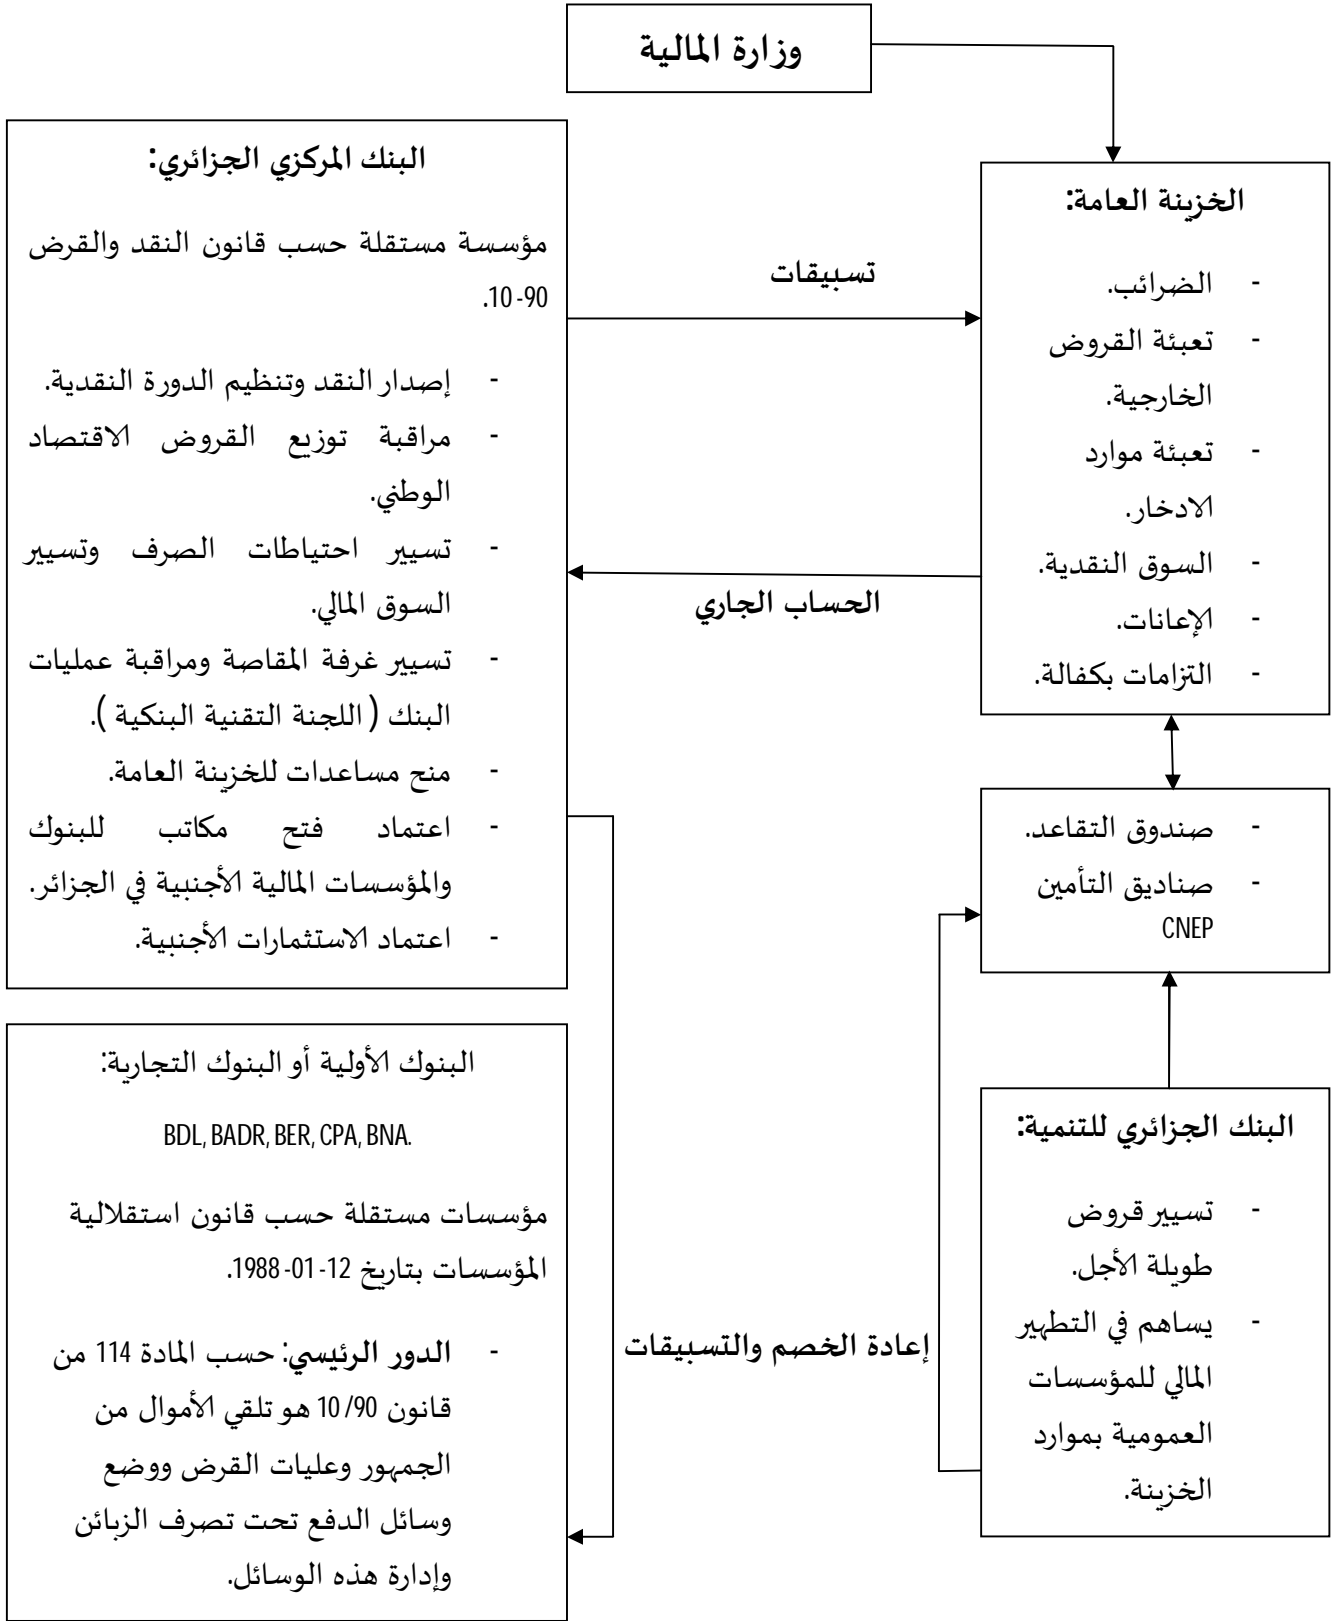 وزارة المالية
البنك المركزي الجزائري:
مؤسسة مستقلة حسب قانون النقد والقرض
90-10.
- إصدار النقد وتنظيم الدورة النقدية.
- مراقبة توزيع القروض الاقتصاد
الوطني.
- تسيير احتياطات الصرف وتسيير
السوق المالي.
- تسيير غرفة المقاصة ومراقبة عمليات
البنك ( اللجنة التقنية البنكية ).
- منح مساعدات للخزينة العامة.
- اعتماد فتح مكاتب للبنوك
والمؤسسات المالية الأجنبية في الجزائر.
- اعتماد الاستثمارات الأجنبية.
تسبيقات
الحساب الجاري
الخزينة العامة:
- الضرائب.
- تعبئة القروض
الخارجية.
- تعبئة موارد
الادخار.
- السوق النقدية.
- الإعانات.
- التزامات بكفالة.
- صندوق التقاعد.
- صناديق التأمين
CNEP
البنوك الأولية أو البنوك التجارية:
BDL, BADR, BER, CPA, BNA.
مؤسسات مستقلة حسب قانون استقلالية
المؤسسات بتاريخ 12-01-1988.
- الدور الرئيسي: حسب المادة 114 من
قانون 10/90 هو تلقي الأموال من
الجمهور وعليات القرض ووضع
وسائل الدفع تحت تصرف الزبائن
وإدارة هذه الوسائل.
إعادة الخصم والتسبيقات
البنك الجزائري للتنمية:
- تسيير قروض
طويلة الأجل.
- يساهم في التطهير
المالي للمؤسسات
العمومية بموارد
الخزينة.